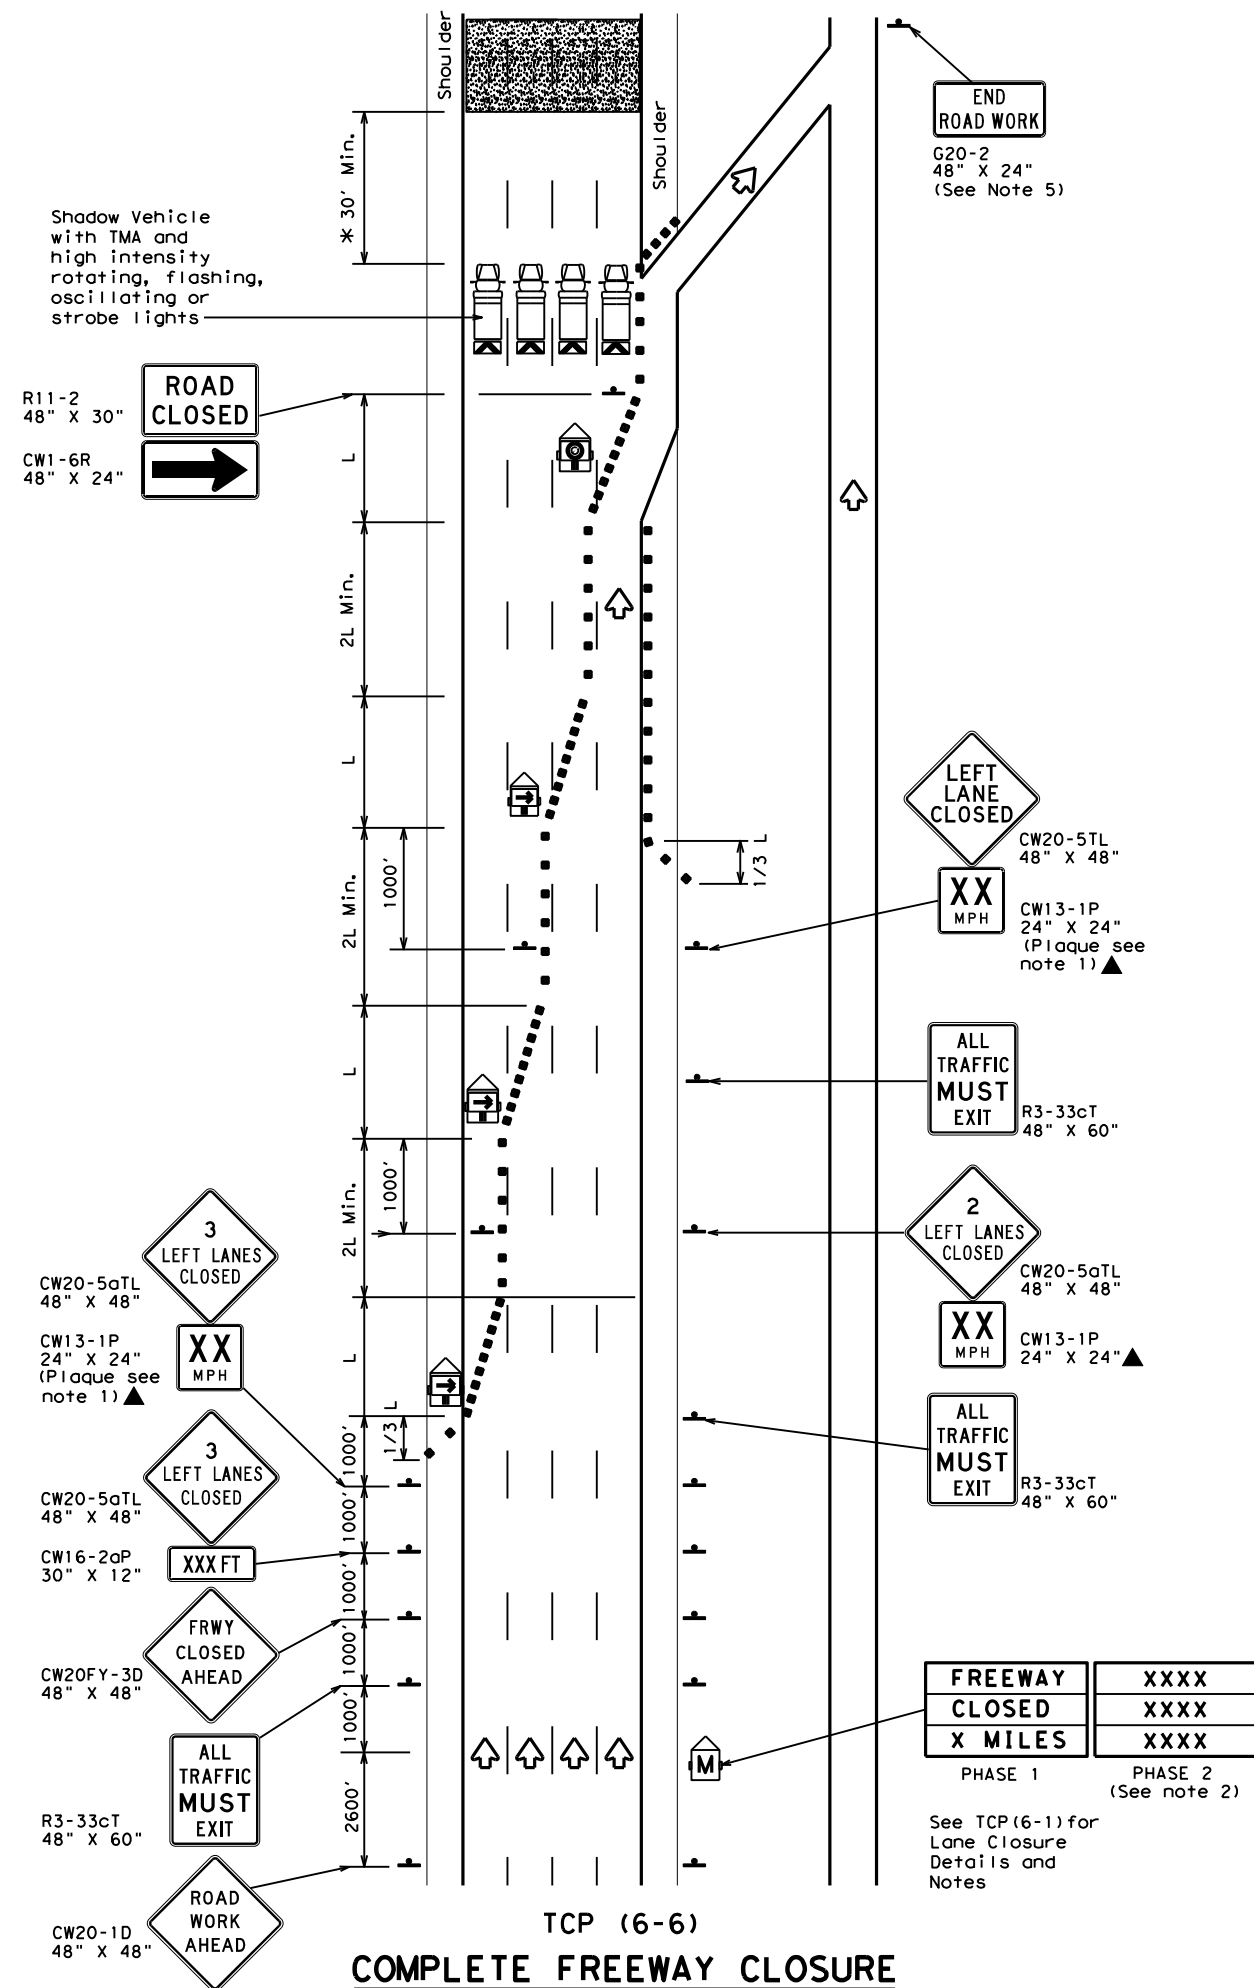 Shoulder
Shoulder
END
ROAD WORK
G20-2
48" X 24"
(See Note 5)
* 30' Min.
Shadow Vehicle
with TMA and
high intensity
rotating, flashing,
oscillating or
strobe lights
R11-2
48" X 30"
ROAD
CLOSED
CW1-6R
48" X 24"
L
2L Min.
L
1000'
2L Min.
1/3 L
LEFT
LANE
CLOSED
CW20-5TL
48" X 48"
XX
MPH
CW13-1P
24" X 24"
(Plaque see
note 1) ▲
L
ALL
TRAFFIC
MUST
EXIT
R3-33cT
48" X 60"
1000'
2L Min.
2
LEFT LANES
CLOSED
CW20-5aTL
48" X 48"
XX
MPH
CW13-1P
24" X 24" ▲
3
LEFT LANES
CLOSED
CW20-5aTL
48" X 48"
XX
MPH
CW13-1P
24" X 24"
(Plaque see
note 1) ▲
L
1/3 L
ALL
TRAFFIC
MUST
EXIT
R3-33cT
48" X 60"
1000'
3
LEFT LANES
CLOSED
CW20-5aTL
48" X 48"
1000'
CW16-2aP
30" X 12"
XXX FT
1000'
FRWY
CLOSED
AHEAD
CW20FY-3D
48" X 48"
1000'
1000'
ALL
TRAFFIC
MUST
EXIT
R3-33cT
48" X 60"
2600'
M
FREEWAY
CLOSED
X MILES
PHASE 1
XXXX
XXXX
XXXX
PHASE 2
(See note 2)
See TCP(6-1)for
Lane Closure
Details and
Notes
ROAD
WORK
AHEAD
CW20-1D
48" X 48"
TCP (6-6)
COMPLETE FREEWAY CLOSURE